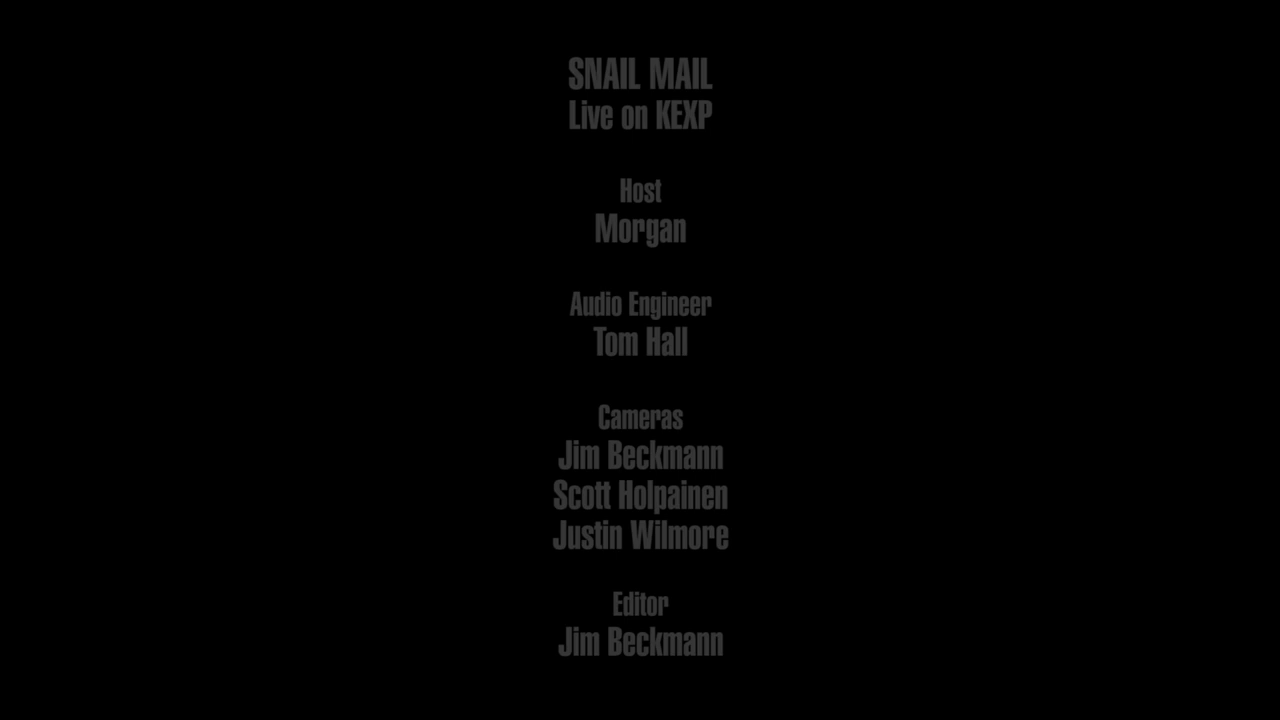 SNAIL MAIL
Live on KEXP
Host
Morgan
Audio Engineer
Tom Hall
Cameras
Jim Beckmann
Scott Holpainen
Justin Wilmore
Editor
Jim Beckmann